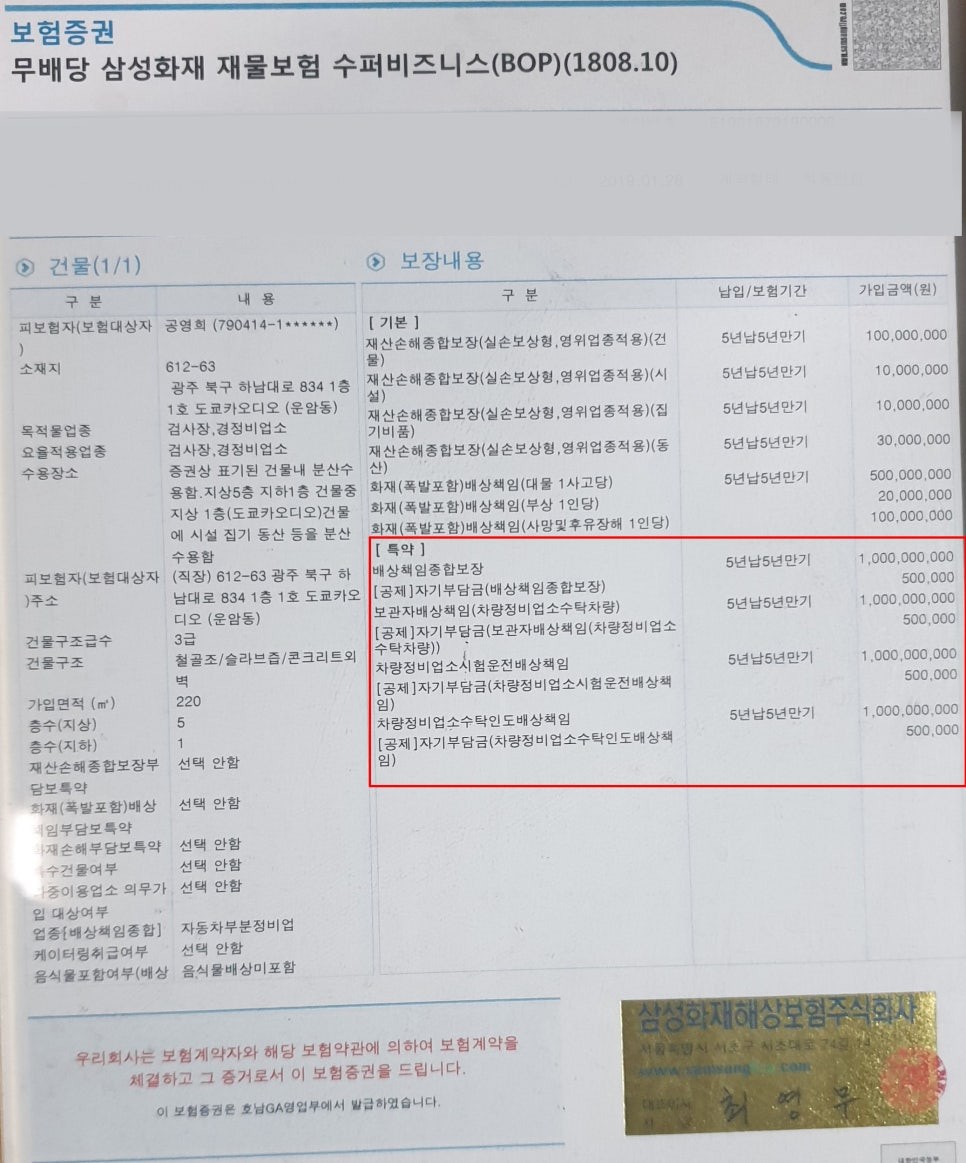 보험증권
무배당 삼성화재 재물보험 수퍼비즈니스(BOP)(1808.10)
2019.01.28
건물(1/1)
구 분 내 용
피보험자(보험대상자 공영희 (790414-1******)
)
소재지 612-63
광주 북구 하남대로 834 1층
1호 도쿄카오디오 (운암동)
목적물업종 검사장,경정비업소
요율적용업종 검사장,경정비업소
수용장소 증권상 표기된 건물내 분산수
용함.지상5층 지하1층 건물중
지상 1층(도쿄카오디오)건물
에 시설 집기 동산 등을 분산
수용함
피보험자(보험대상자 (직장) 612-63 광주 북구 하
)주소 남대로 834 1층 1호 도쿄카오
디오 (운암동)
건물구조급수 3급
건물구조 철골조/슬라브즙/콘크리트외
벽
가입면적 (㎡) 220
층수(지상) 5
층수(지하) 1
재산손해종합보장부 선택 안함
담보특약
화재(폭발포함)배상 선택 안함
책임부담보특약
화재손해부담보특약 선택 안함
특수건물여부 선택 안함
다중이용업소 의무가 선택 안함
입 대상여부
업종[배상책임종합] 자동차부분정비업
케이터링취급여부 선택 안함
음식물포함여부(배상 음식물배상미포함
보장내용
구 분 납입/보험기간 가입금액(원)
[ 기본 ]
재산손해종합보장(실손보상형,영위업종적용)(건 5년납5년만기 100,000,000
물)
재산손해종합보장(실손보상형,영위업종적용)(시 5년납5년만기 10,000,000
설)
재산손해종합보장(실손보상형,영위업종적용)(집 5년납5년만기 10,000,000
기비품)
재산손해종합보장(실손보상형,영위업종적용)(동 5년납5년만기 30,000,000
산)
화재(폭발포함)배상책임(대물 1사고당) 5년납5년만기 500,000,000
화재(폭발포함)배상책임(부상 1인당) 20,000,000
화재(폭발포함)배상책임(사망및후유장해 1인당) 100,000,000
[ 특약 ]
배상책임종합보장 5년납5년만기 1,000,000,000
[공제]자기부담금(배상책임종합보장) 500,000
보관자배상책임(차량정비업소수탁차량) 5년납5년만기 1,000,000,000
[공제]자기부담금(보관자배상책임(차량정비업소 500,000
수탁차량))
차량정비업소시험운전배상책임 5년납5년만기 1,000,000,000
[공제]자기부담금(차량정비업소시험운전배상책 500,000
임)
차량정비업소수탁인도배상책임 5년납5년만기 1,000,000,000
[공제]자기부담금(차량정비업소수탁인도배상책 500,000
임)
우리회사는 보험계약자와 해당 보험약관에 의하여 보험계약을
체결하고 그 증거로서 이 보험증권을 드립니다.
이 보험증권은 호남GA영업부에서 발급하였습니다.
삼성화재해상보험주식회사
서울특별시 서초구 서초대로 74길 14
대표이사 최 영 무